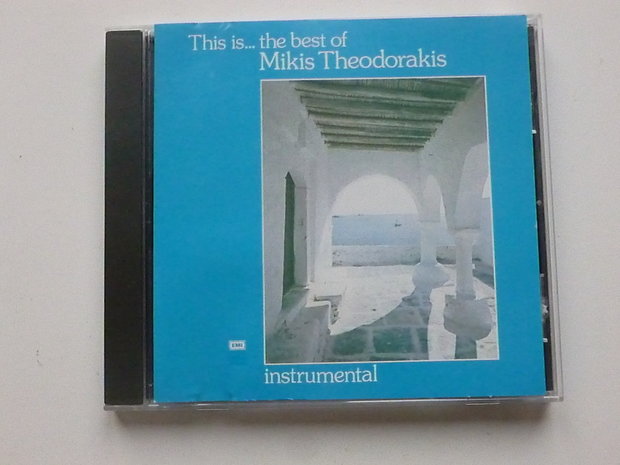 This is... the best of
Mikis Theodorakis
EMI
instrumental